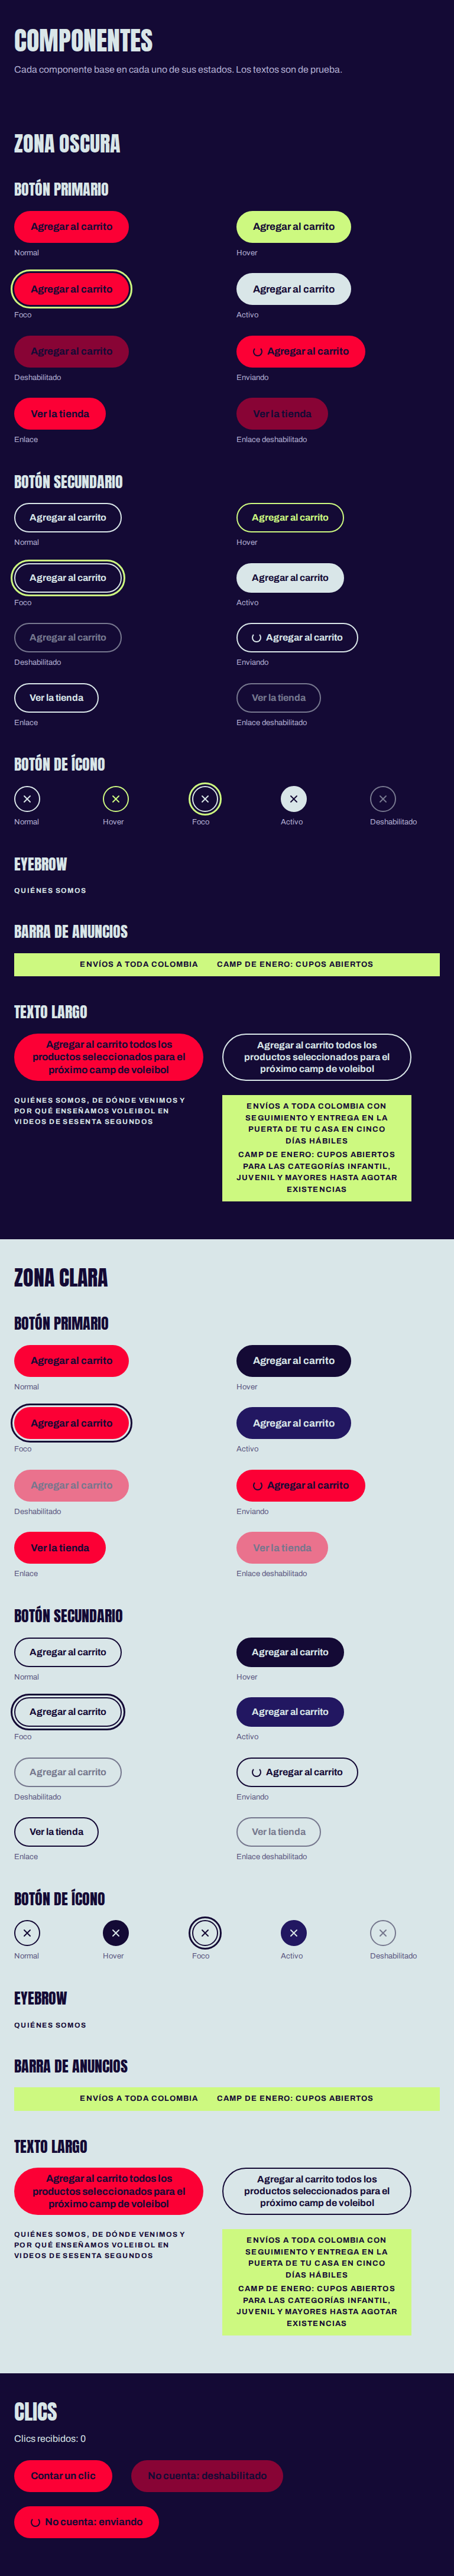 COMPONENTES
Cada componente base en cada uno de sus estados. Los textos son de prueba.
ZONA OSCURA
BOTÓN PRIMARIO
Agregar al carrito
Agregar al carrito
Normal
Hover
Agregar al carrito
Agregar al carrito
Foco
Activo
Agregar al carrito
Agregar al carrito
Deshabilitado
Enviando
Ver la tienda
Ver la tienda
Enlace
Enlace deshabilitado
BOTÓN SECUNDARIO
Agregar al carrito
Agregar al carrito
Normal
Hover
Agregar al carrito
Agregar al carrito
Foco
Activo
Agregar al carrito
Agregar al carrito
Deshabilitado
Enviando
Ver la tienda
Ver la tienda
Enlace
Enlace deshabilitado
BOTÓN DE ÍCONO
Normal
Hover
Foco
Activo
Deshabilitado
EYEBROW
QUIÉNES SOMOS
BARRA DE ANUNCIOS
ENVÍOS A TODA COLOMBIA
CAMP DE ENERO: CUPOS ABIERTOS
TEXTO LARGO
Agregar al carrito todos los
productos seleccionados para el
próximo camp de voleibol
Agregar al carrito todos los
productos seleccionados para el
próximo camp de voleibol
QUIÉNES SOMOS, DE DÓNDE VENIMOS Y
POR QUÉ ENSEÑAMOS VOLEIBOL EN
VIDEOS DE SESENTA SEGUNDOS
ENVÍOS A TODA COLOMBIA CON
SEGUIMIENTO Y ENTREGA EN LA
PUERTA DE TU CASA EN CINCO
DÍAS HÁBILES
CAMP DE ENERO: CUPOS ABIERTOS
PARA LAS CATEGORÍAS INFANTIL,
JUVENIL Y MAYORES HASTA AGOTAR
EXISTENCIAS
ZONA CLARA
BOTÓN PRIMARIO
Agregar al carrito
Agregar al carrito
Normal
Hover
Agregar al carrito
Agregar al carrito
Foco
Activo
Agregar al carrito
Agregar al carrito
Deshabilitado
Enviando
Ver la tienda
Ver la tienda
Enlace
Enlace deshabilitado
BOTÓN SECUNDARIO
Agregar al carrito
Agregar al carrito
Normal
Hover
Agregar al carrito
Agregar al carrito
Foco
Activo
Agregar al carrito
Agregar al carrito
Deshabilitado
Enviando
Ver la tienda
Ver la tienda
Enlace
Enlace deshabilitado
BOTÓN DE ÍCONO
Normal
Hover
Foco
Activo
Deshabilitado
EYEBROW
QUIÉNES SOMOS
BARRA DE ANUNCIOS
ENVÍOS A TODA COLOMBIA
CAMP DE ENERO: CUPOS ABIERTOS
TEXTO LARGO
Agregar al carrito todos los
productos seleccionados para el
próximo camp de voleibol
Agregar al carrito todos los
productos seleccionados para el
próximo camp de voleibol
QUIÉNES SOMOS, DE DÓNDE VENIMOS Y
POR QUÉ ENSEÑAMOS VOLEIBOL EN
VIDEOS DE SESENTA SEGUNDOS
ENVÍOS A TODA COLOMBIA CON
SEGUIMIENTO Y ENTREGA EN LA
PUERTA DE TU CASA EN CINCO
DÍAS HÁBILES
CAMP DE ENERO: CUPOS ABIERTOS
PARA LAS CATEGORÍAS INFANTIL,
JUVENIL Y MAYORES HASTA AGOTAR
EXISTENCIAS
CLICS
Clics recibidos: 0
Contar un clic
No cuenta: deshabilitado
No cuenta: enviando